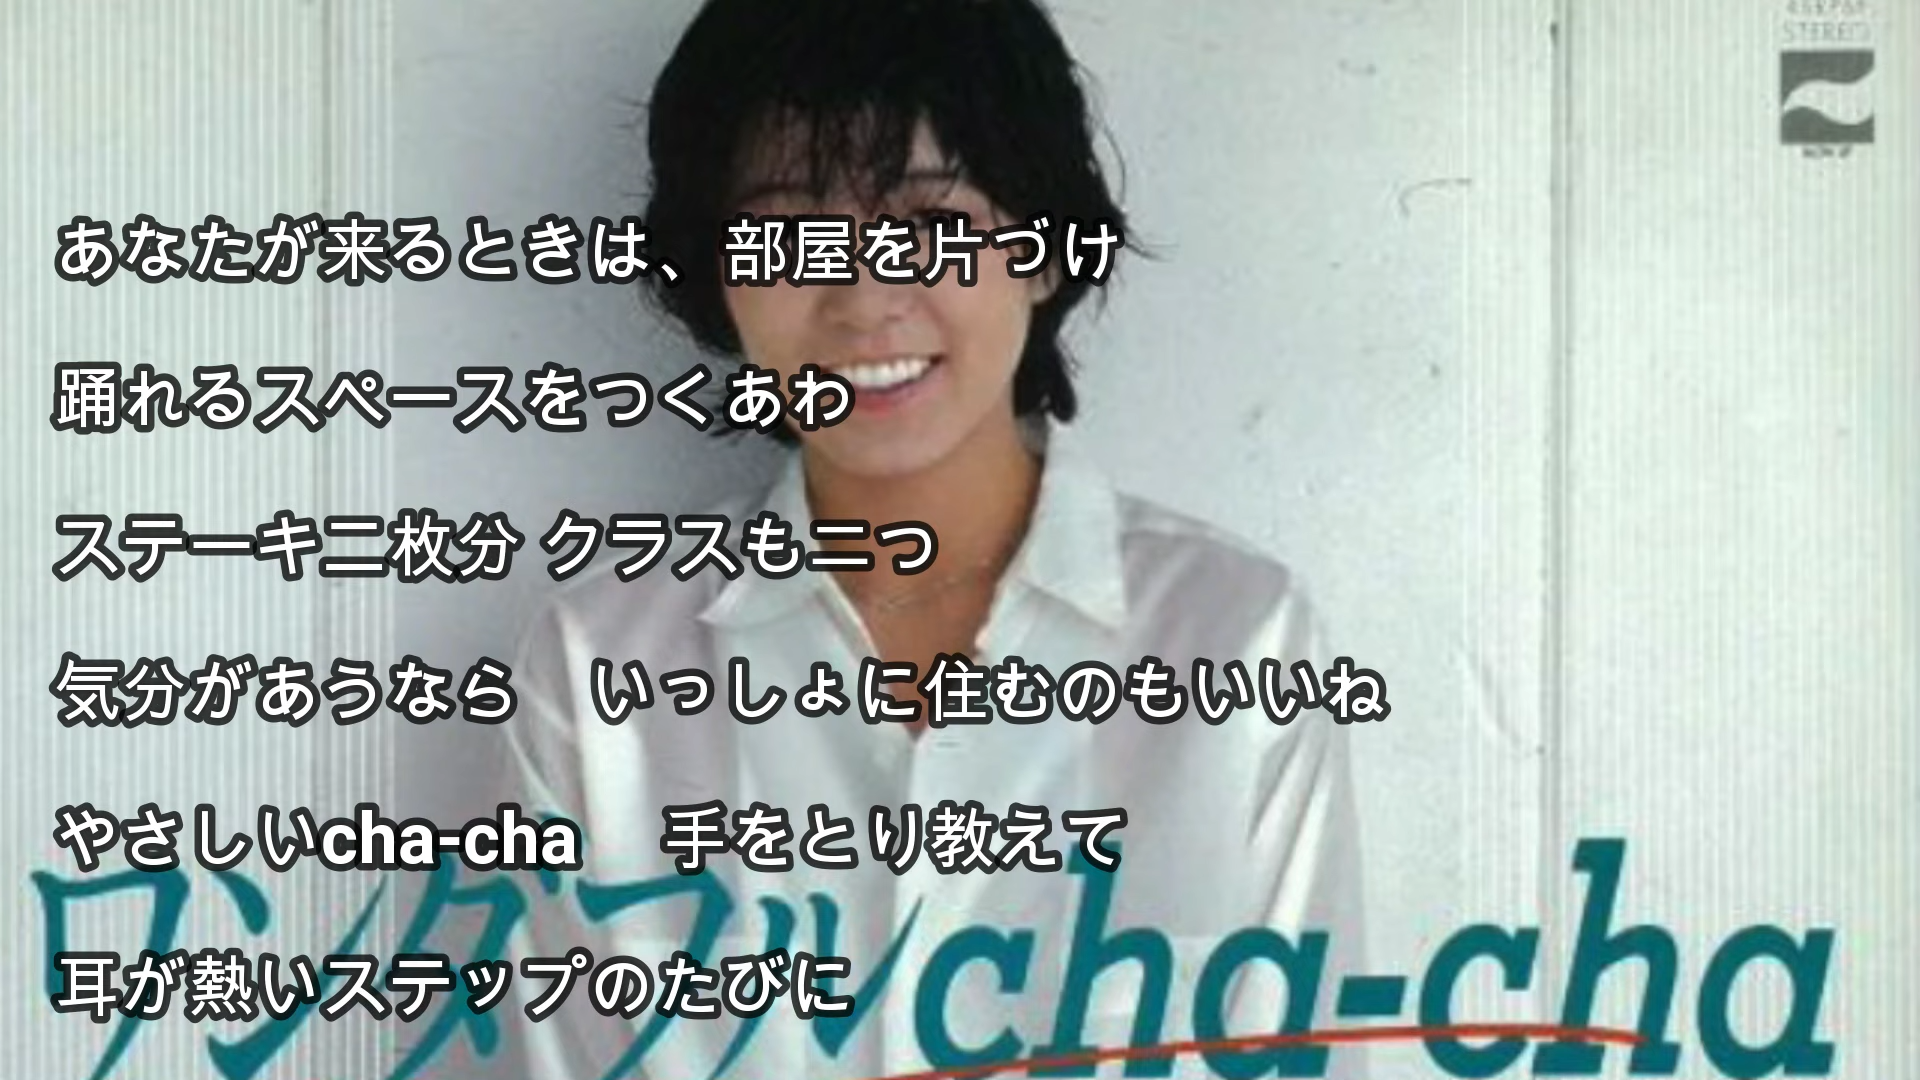 STEREO
あなたが来るときは、部屋を片づけ
踊れるスペースをつくあわ
ステーキ二枚分 クラスも二つ
気分があうなら　いっしょに住むのもいいね
やさしいcha-cha　手をとり教えて
耳が熱いステップのたびに
ワンダフルcha-cha